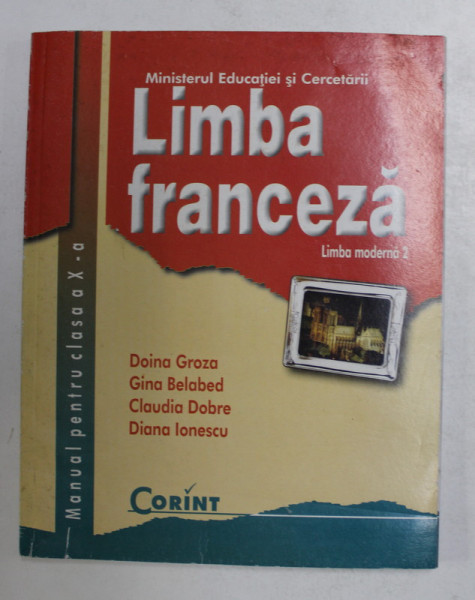 Ministerul Educației și Cercetării
Limba
franceză
Limba modernă 2
Manual pentru clasa a X-a
Doina Groza
Gina Belabed
Claudia Dobre
Diana Ionescu
CORINT